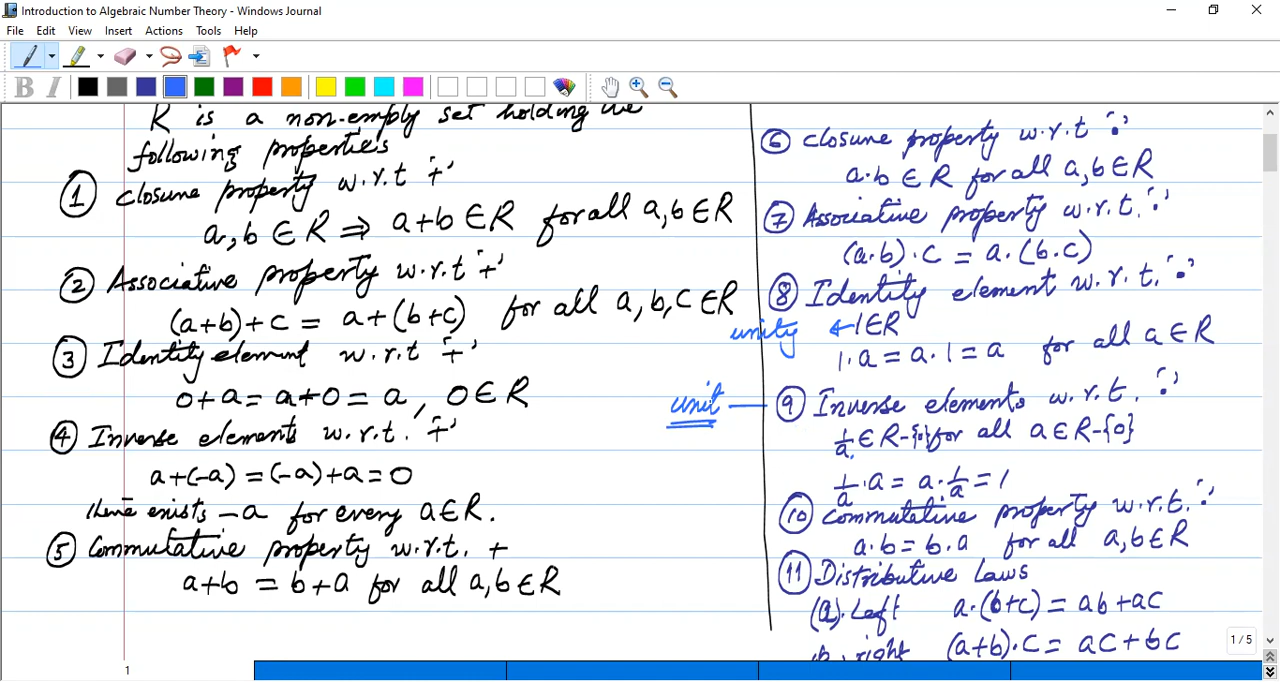 Introduction to Algebraic Number Theory - Windows Journal
File Edit View Insert Actions Tools Help
B I
R is a non-empty set holding the
following properties
① closure property w.r.t '+'
a, b ∈ R ⇒ a+b ∈ R for all a, b ∈ R
② Associative property w.r.t '+'
(a+b)+c = a+(b+c) for all a, b, c ∈ R
③ Identity element w.r.t '+'
0+a = a+0 = a, 0 ∈ R
④ Inverse elements w.r.t. '+'
a+(-a) = (-a)+a = 0
there exists -a for every a ∈ R.
⑤ Commutative property w.r.t. +
a+b = b+a for all a, b ∈ R
⑥ closure property w.r.t '·'
a·b ∈ R for all a, b ∈ R
⑦ Associative property w.r.t. '·'
(a·b)·c = a·(b·c)
⑧ Identity element w.r.t. '·'
unity ← 1 ∈ R
1·a = a·1 = a for all a ∈ R
unit — ⑨ Inverse elements w.r.t. '·'
1/a ∈ R-{0} for all a ∈ R-{0}
1/a·a = a·1/a = 1
⑩ Commutative property w.r.t. '·'
a·b = b·a for all a, b ∈ R
⑪ Distributive Laws
(a). Left a·(b+c) = ab+ac
b. right (a+b)·c = ac+bc
1 / 5
1